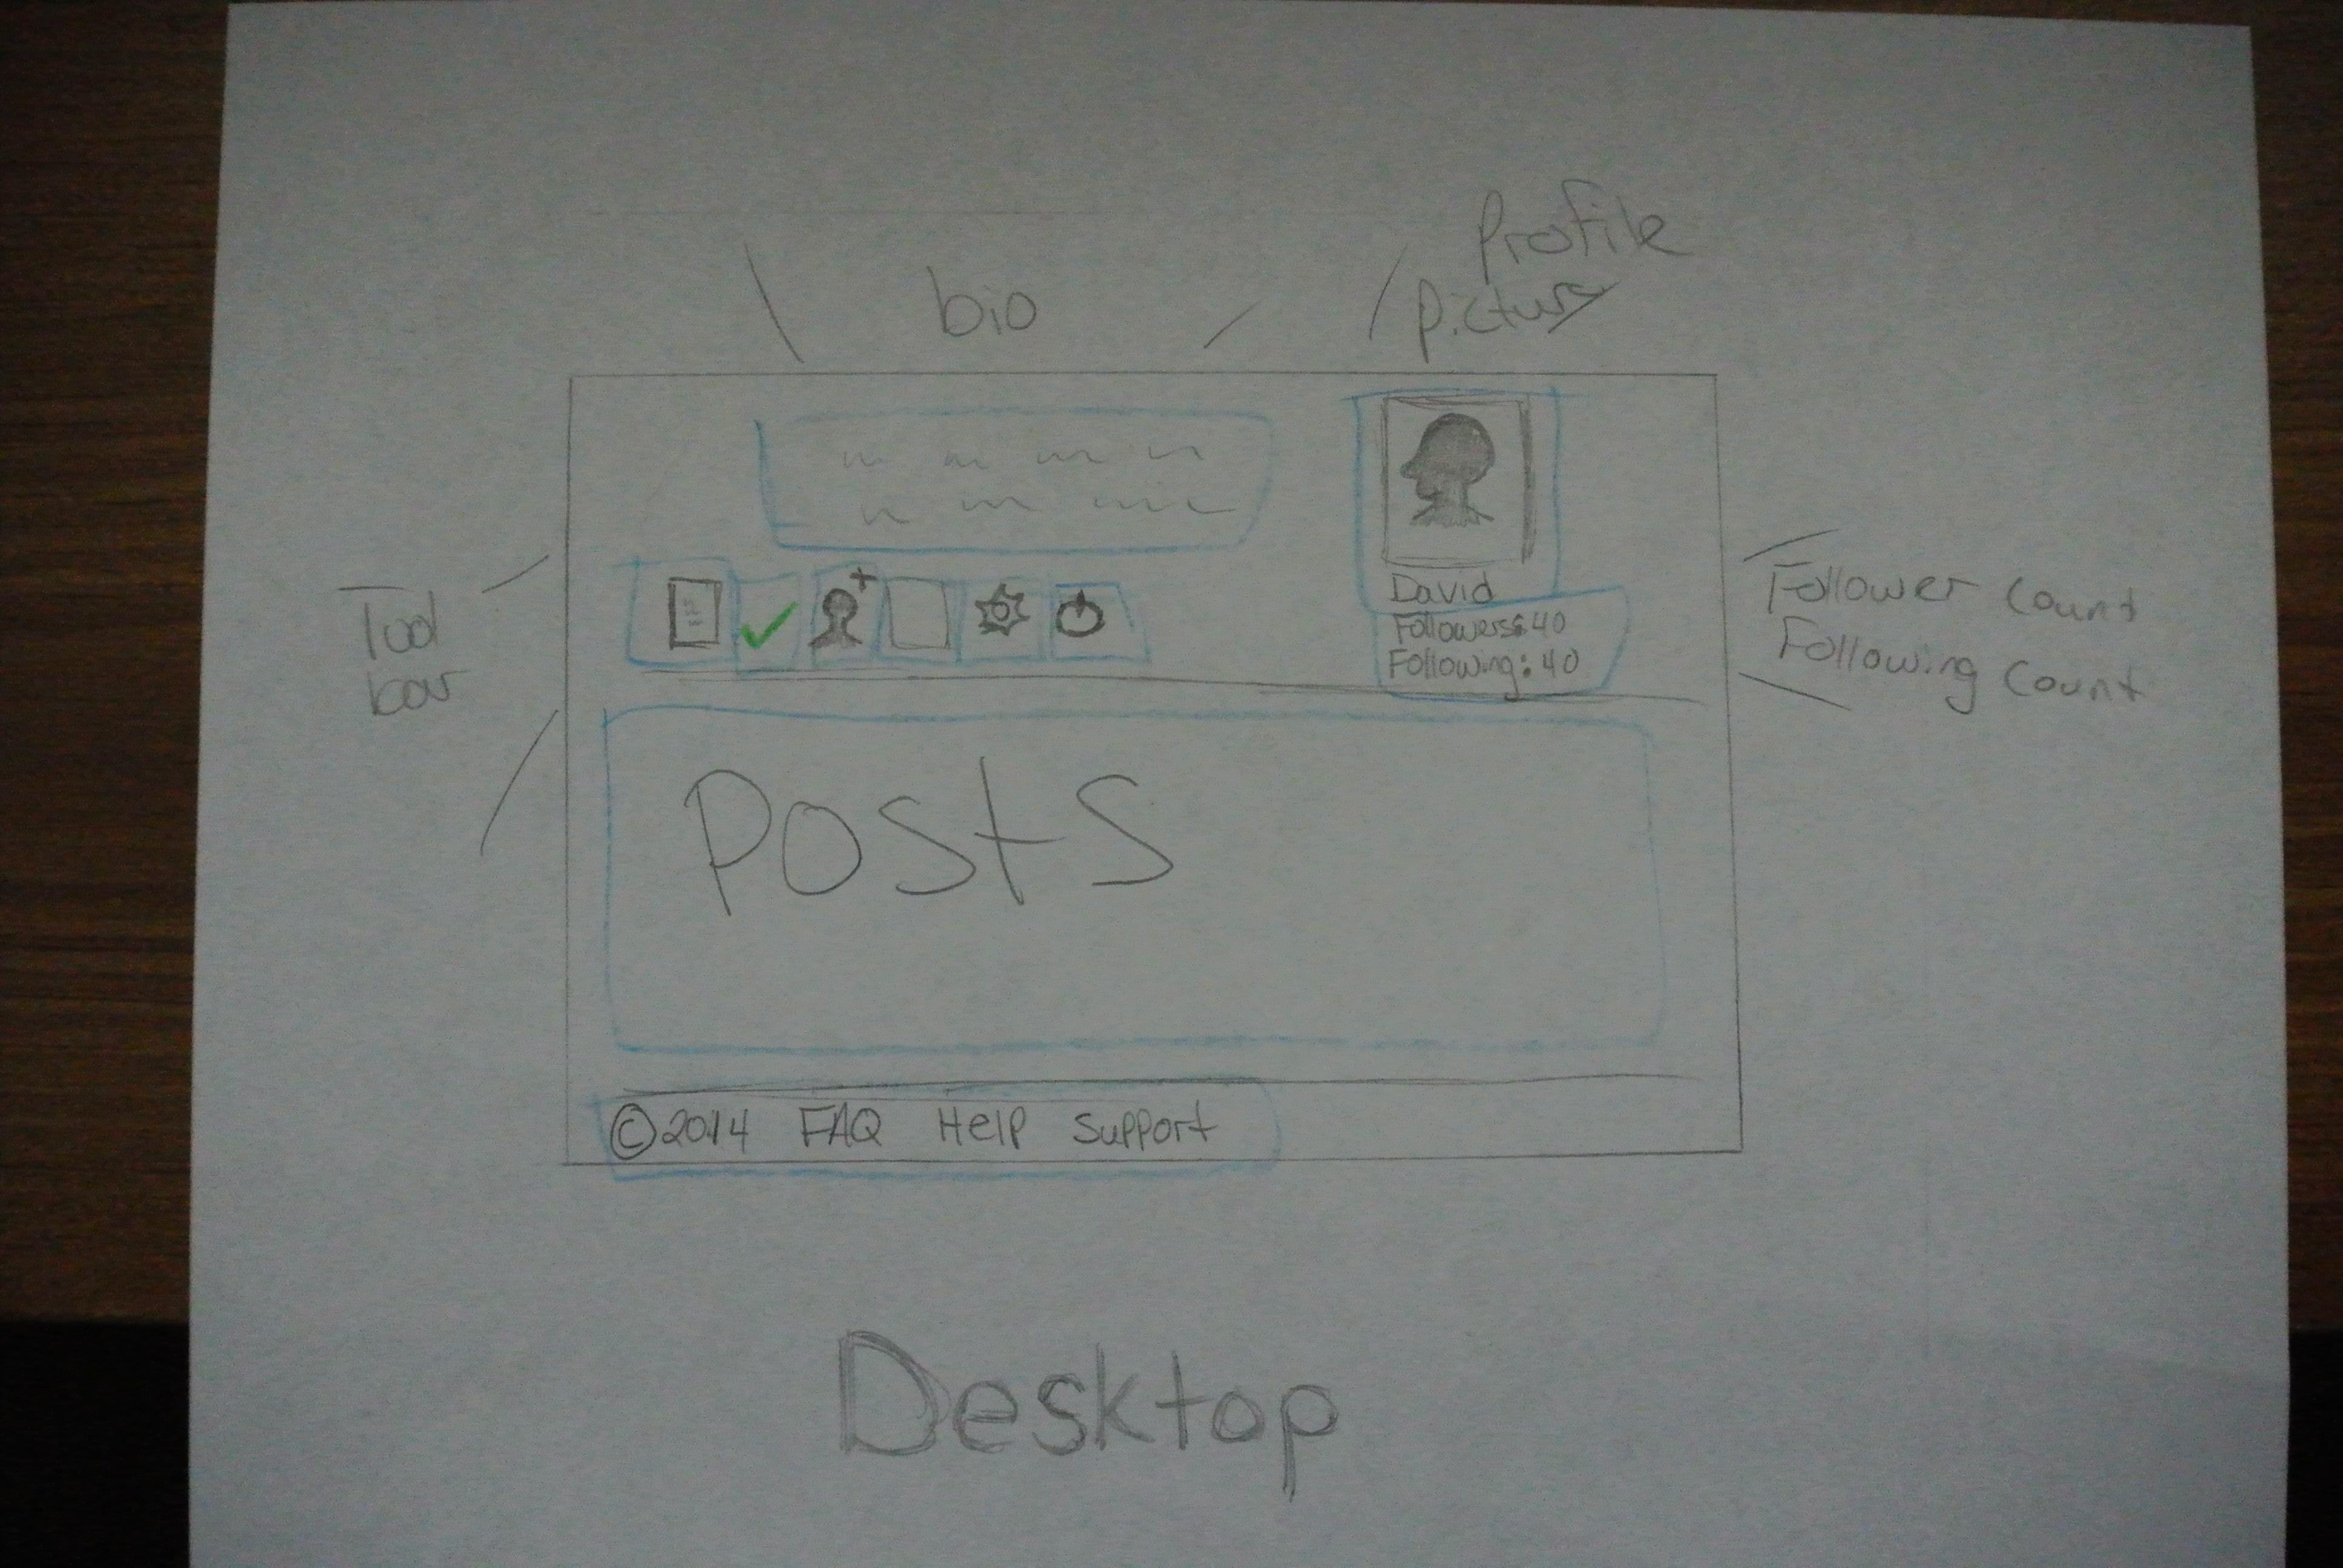 Profile
bio
picture
Tool
bar
David
Followers: 40
Following: 40
Follower Count
Following Count
Posts
©2014 FAQ Help Support
Desktop